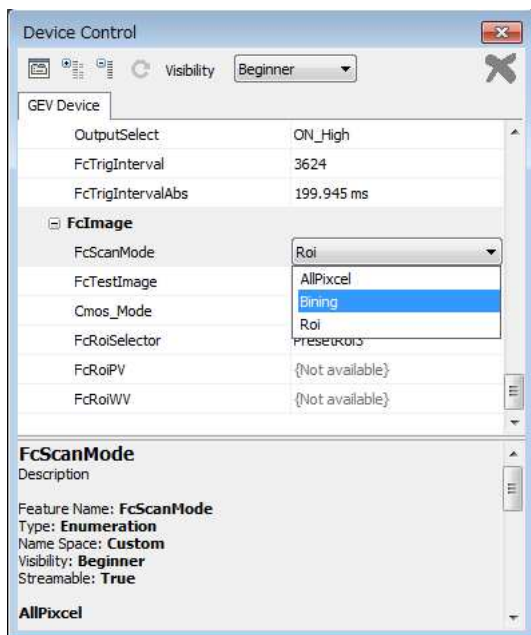 Device Control
Visibility Beginner
GEV Device
OutputSelect ON_High
FcTrigInterval 3624
FcTrigIntervalAbs 199.945 ms
FcImage
FcScanMode Roi
FcTestImage AllPixcel
Cmos_Mode Bining
Roi
FcRoiSelector PresetRoi3
FcRoiPV {Not available}
FcRoiWV {Not available}
FcScanMode
Description
Feature Name: FcScanMode
Type: Enumeration
Name Space: Custom
Visibility: Beginner
Streamable: True
AllPixcel